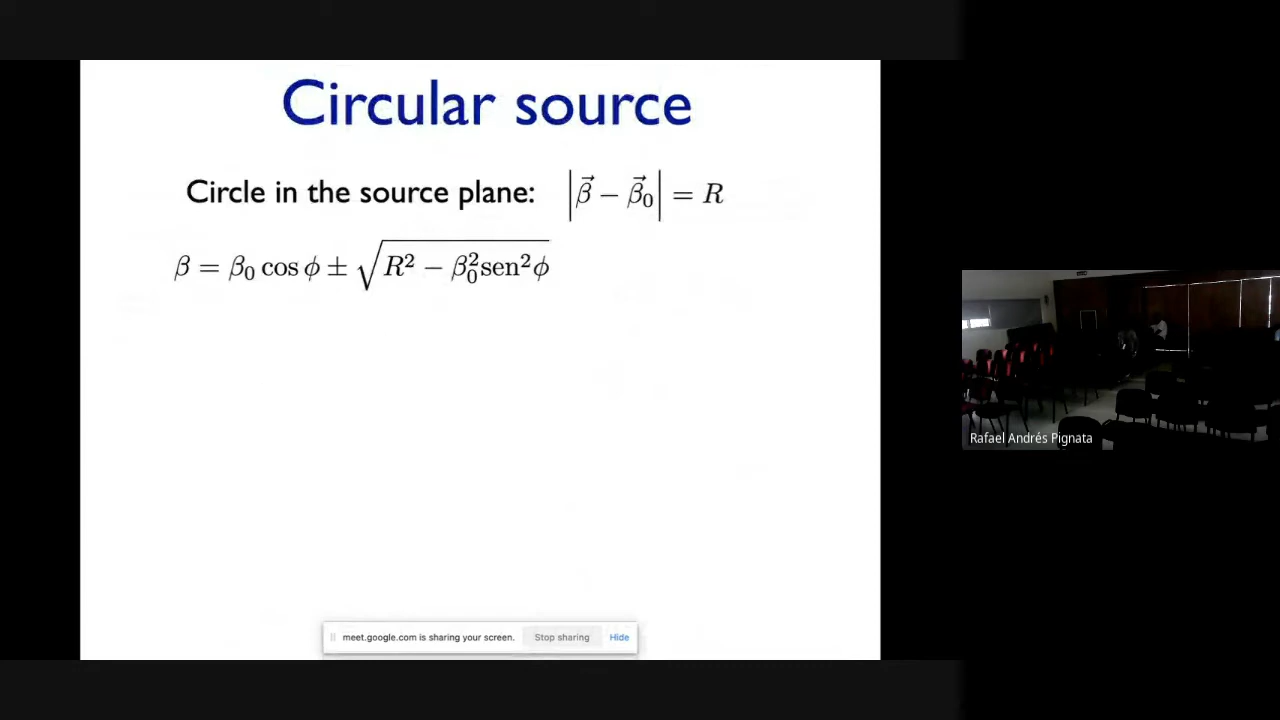 Circular source
Circle in the source plane: |β⃗ − β⃗₀| = R
β = β₀ cos ϕ ± √(R² − β₀² sen²ϕ)
meet.google.com is sharing your screen. Stop sharing Hide
Rafael Andrés Pignata